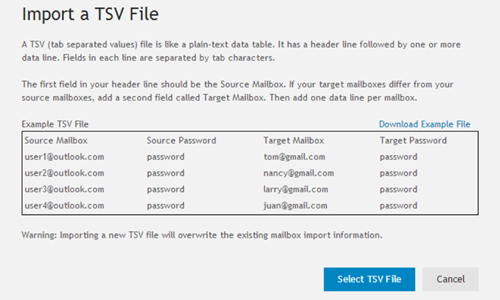 Import a TSV File
A TSV (tab separated values) file is like a plain-text data table. It has a header line followed by one or more
data line. Fields in each line are separated by tab characters.
The first field in your header line should be the Source Mailbox. If your target mailboxes differ from your
source mailboxes, add a second field called Target Mailbox. Then add one data line per mailbox.
Example TSV File Download Example File
Source Mailbox Source Password Target Mailbox Target Password
user1@outlook.com password tom@gmail.com password
user2@outlook.com password nancy@gmail.com password
user3@outlook.com password larry@gmail.com password
user4@outlook.com password juan@gmail.com password
Warning: Importing a new TSV file will overwrite the existing mailbox import information.
Select TSV File Cancel